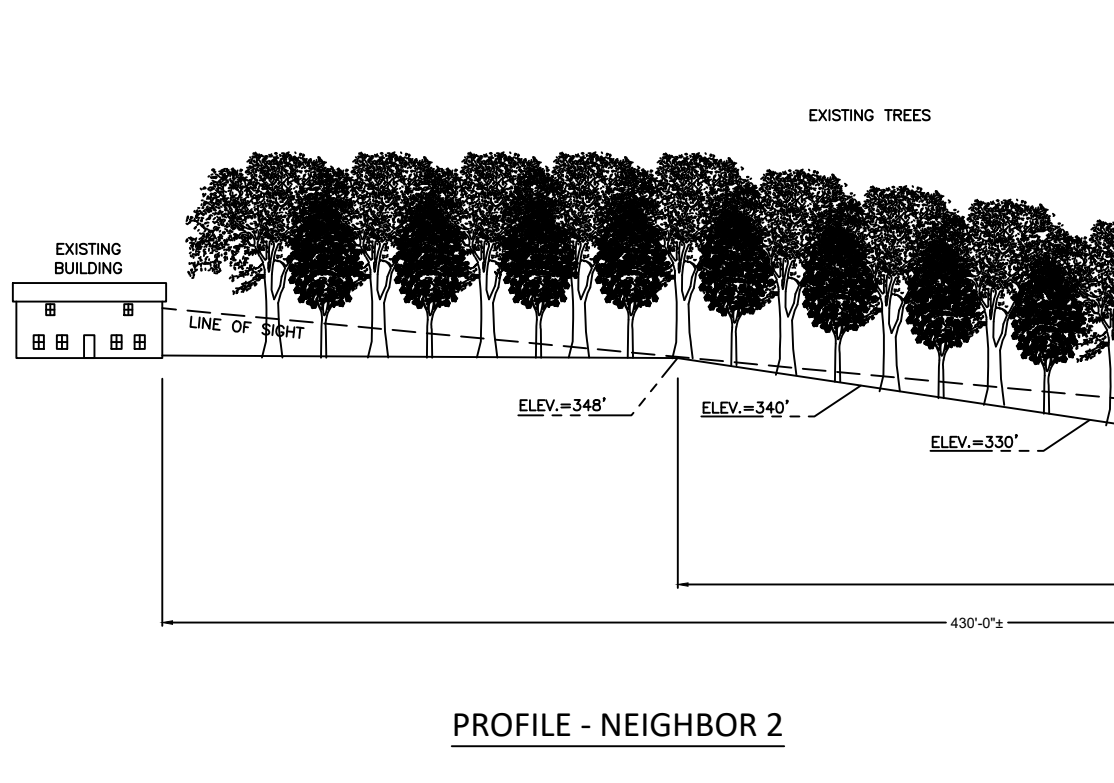 EXISTING TREES
EXISTING
BUILDING
LINE OF SIGHT
ELEV.=348'
ELEV.=340'
ELEV.=330'
430'-0"±
PROFILE - NEIGHBOR 2